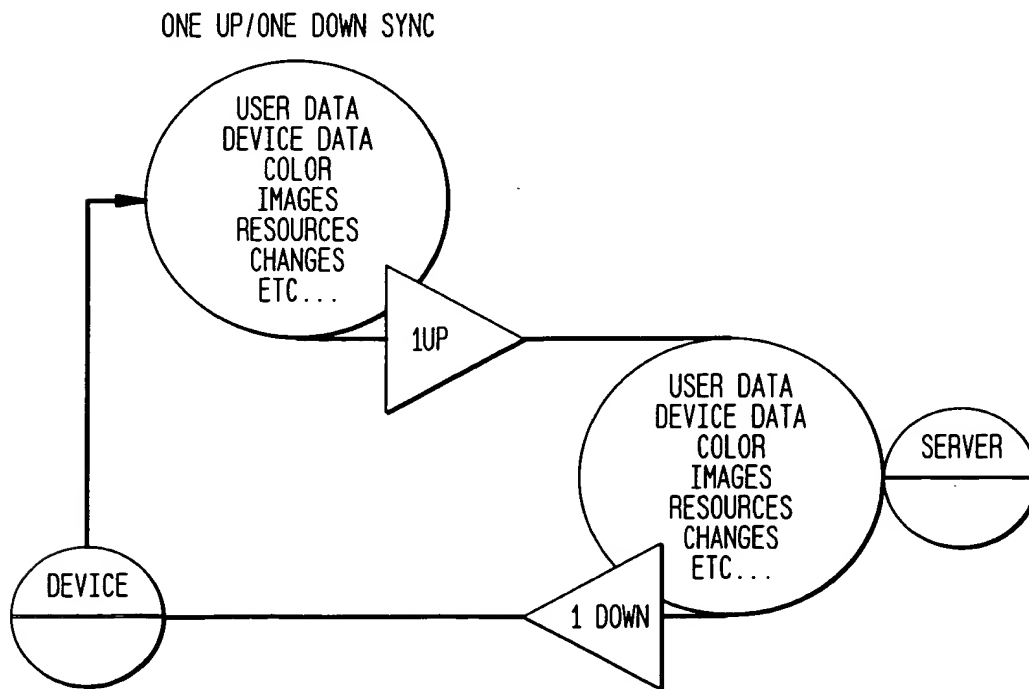 ONE UP/ONE DOWN SYNC
USER DATA
DEVICE DATA
COLOR
IMAGES
RESOURCES
CHANGES
ETC...
1UP
USER DATA
DEVICE DATA
COLOR
IMAGES
RESOURCES
CHANGES
ETC...
SERVER
DEVICE
1 DOWN